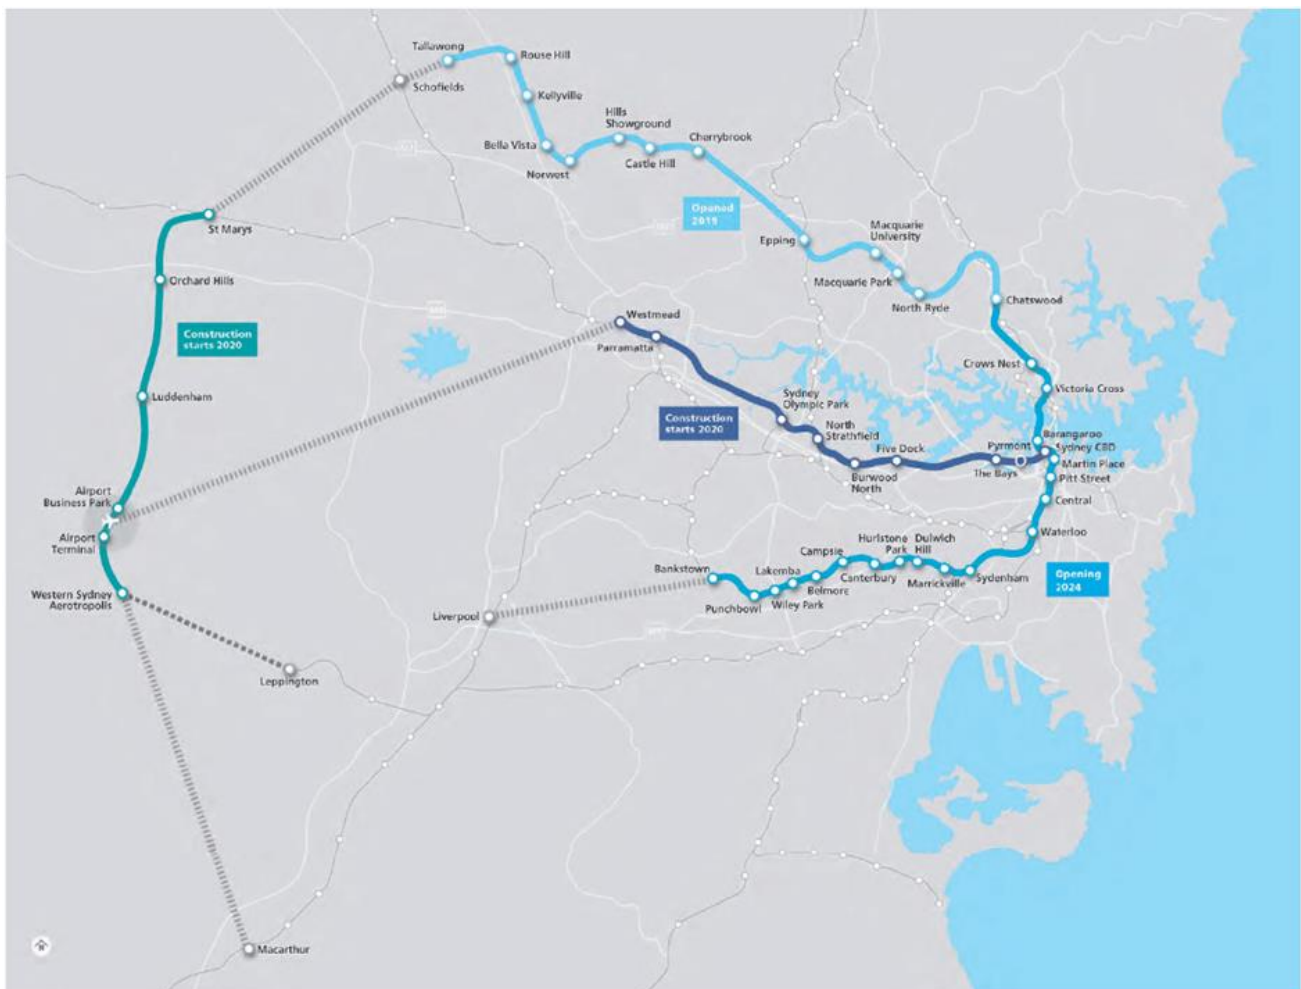 Tallawong
Rouse Hill
Schofields
Kellyville
Hills
Showground
Cherrybrook
Bella Vista
Castle Hill
Norwest
Opened
2019
St Marys
Macquarie
University
Epping
Orchard Hills
Macquarie Park
North Ryde
Chatswood
Westmead
Parramatta
Construction
starts 2020
Crows Nest
Victoria Cross
Luddenham
Sydney
Olympic Park
Construction
starts 2020
North
Strathfield
Barangaroo
Pyrmont
Sydney CBD
Five Dock
Martin Place
The Bays
Burwood
North
Pitt Street
Airport
Business Park
Central
Airport
Terminal
Waterloo
Hurlstone
Park
Dulwich
Hill
Campsie
Bankstown
Lakemba
Canterbury
Marrickville
Sydenham
Opening
2024
Belmore
Western Sydney
Aerotropolis
Punchbowl
Wiley Park
Liverpool
Leppington
Macarthur